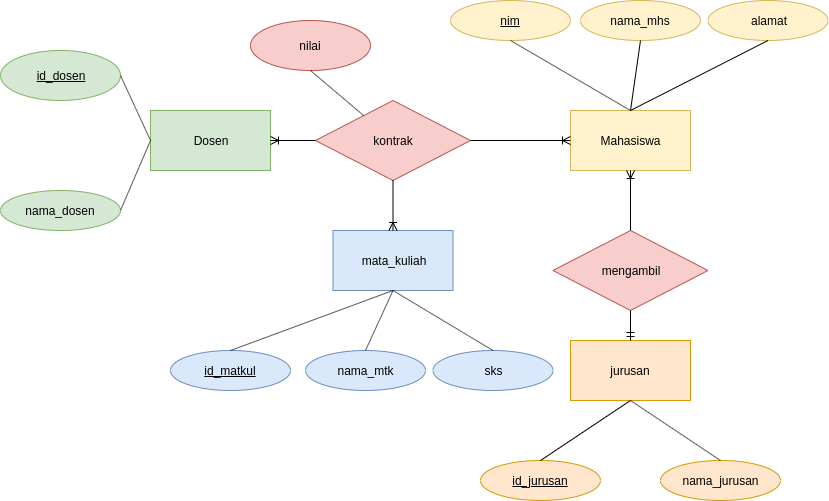 nim
nama_mhs
alamat
nilai
id_dosen
Dosen
kontrak
Mahasiswa
nama_dosen
mata_kuliah
mengambil
id_matkul
nama_mtk
sks
jurusan
id_jurusan
nama_jurusan